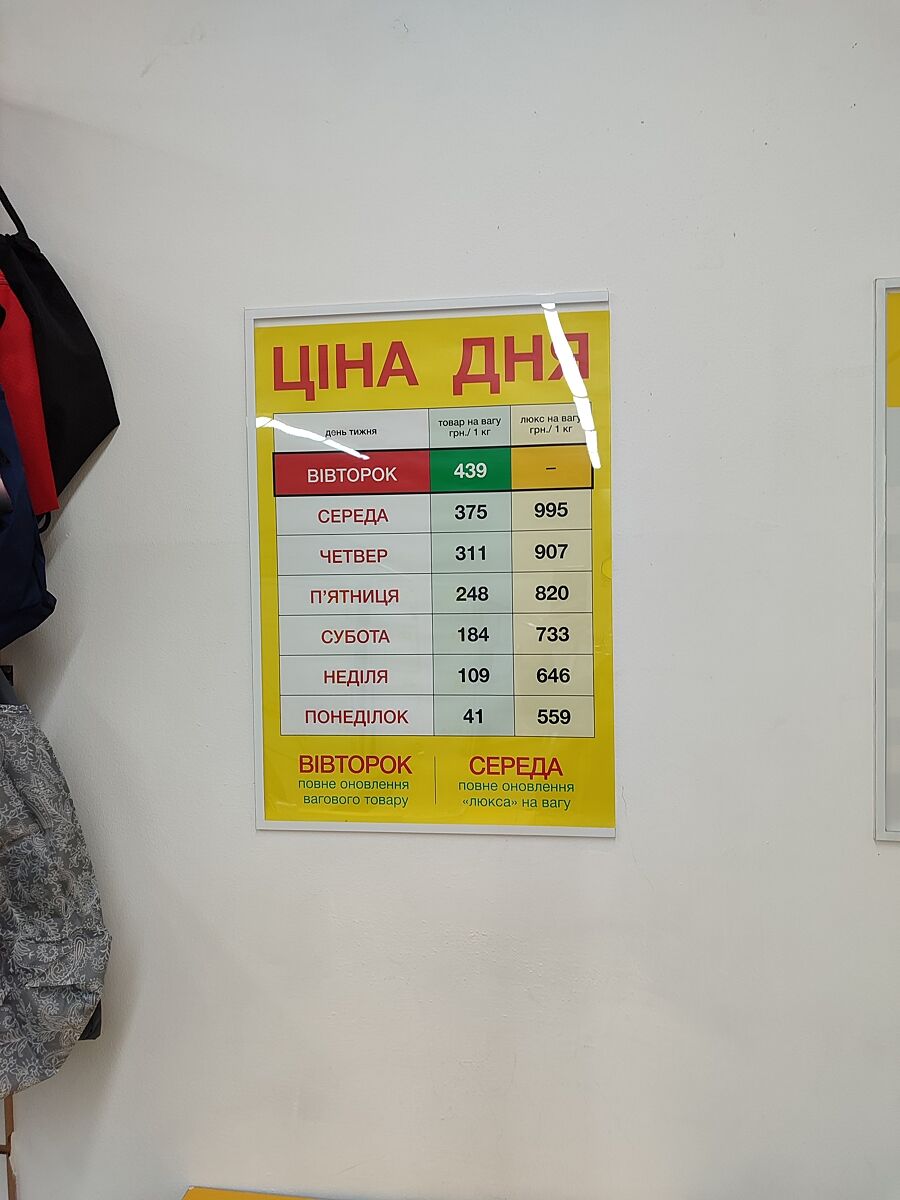 ЦІНА ДНЯ
день тижня
товар на вагу
грн./ 1 кг
люкс на вагу
грн./ 1 кг
ВІВТОРОК 439 –
СЕРЕДА 375 995
ЧЕТВЕР 311 907
П'ЯТНИЦЯ 248 820
СУБОТА 184 733
НЕДІЛЯ 109 646
ПОНЕДІЛОК 41 559
ВІВТОРОК
повне оновлення
вагового товару
СЕРЕДА
повне оновлення
«люкса» на вагу